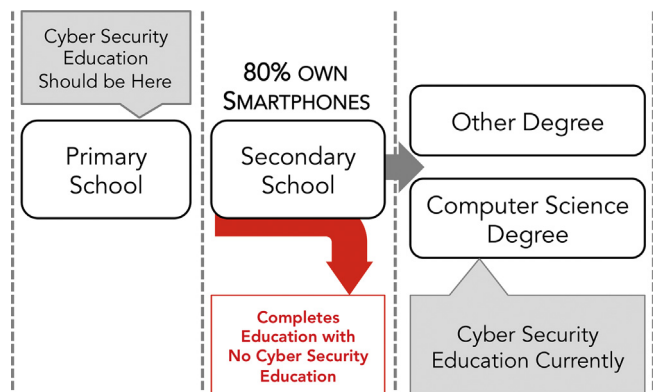 Cyber Security
Education
Should be Here
80% OWN
SMARTPHONES
Primary
School
Secondary
School
Other Degree
Computer Science
Degree
Completes
Education with
No Cyber Security
Education
Cyber Security
Education Currently